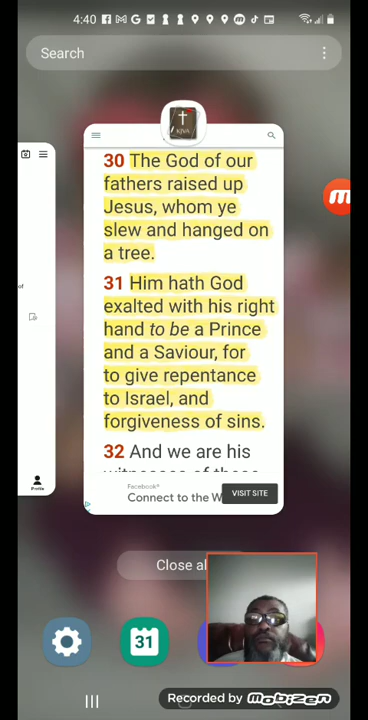 4:40
Search
KJVA
30 The God of our
fathers raised up
Jesus, whom ye
slew and hanged on
a tree.
31 Him hath God
exalted with his right
hand to be a Prince
and a Saviour, for
to give repentance
to Israel, and
forgiveness of sins.
32 And we are his
of
Profile
Facebook®
Connect to the W
VISIT SITE
Close al
31
Recorded by mobizen